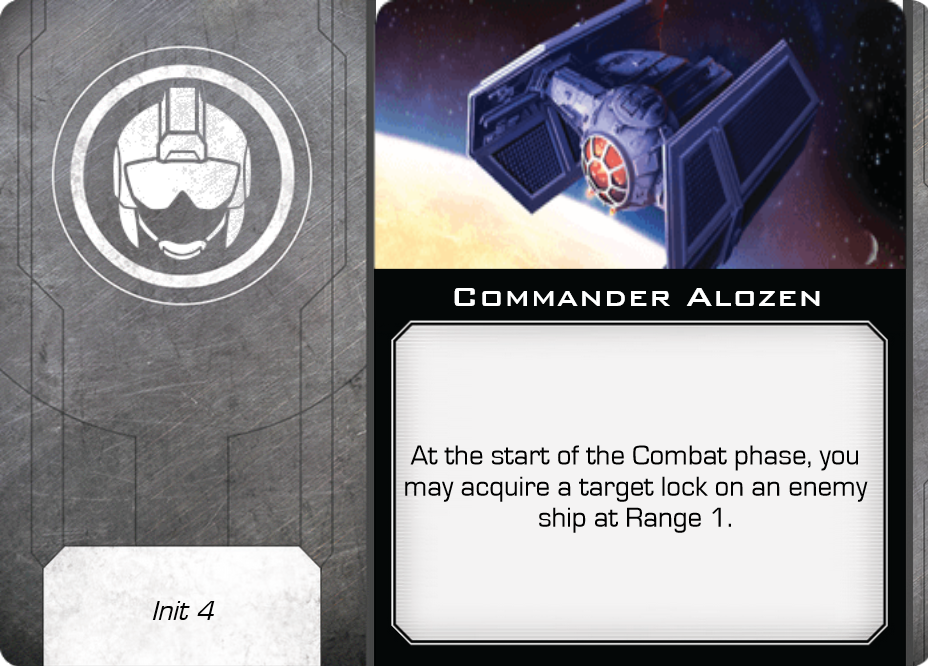 Commander Alozen
At the start of the Combat phase, you
may acquire a target lock on an enemy
ship at Range 1.
Init 4